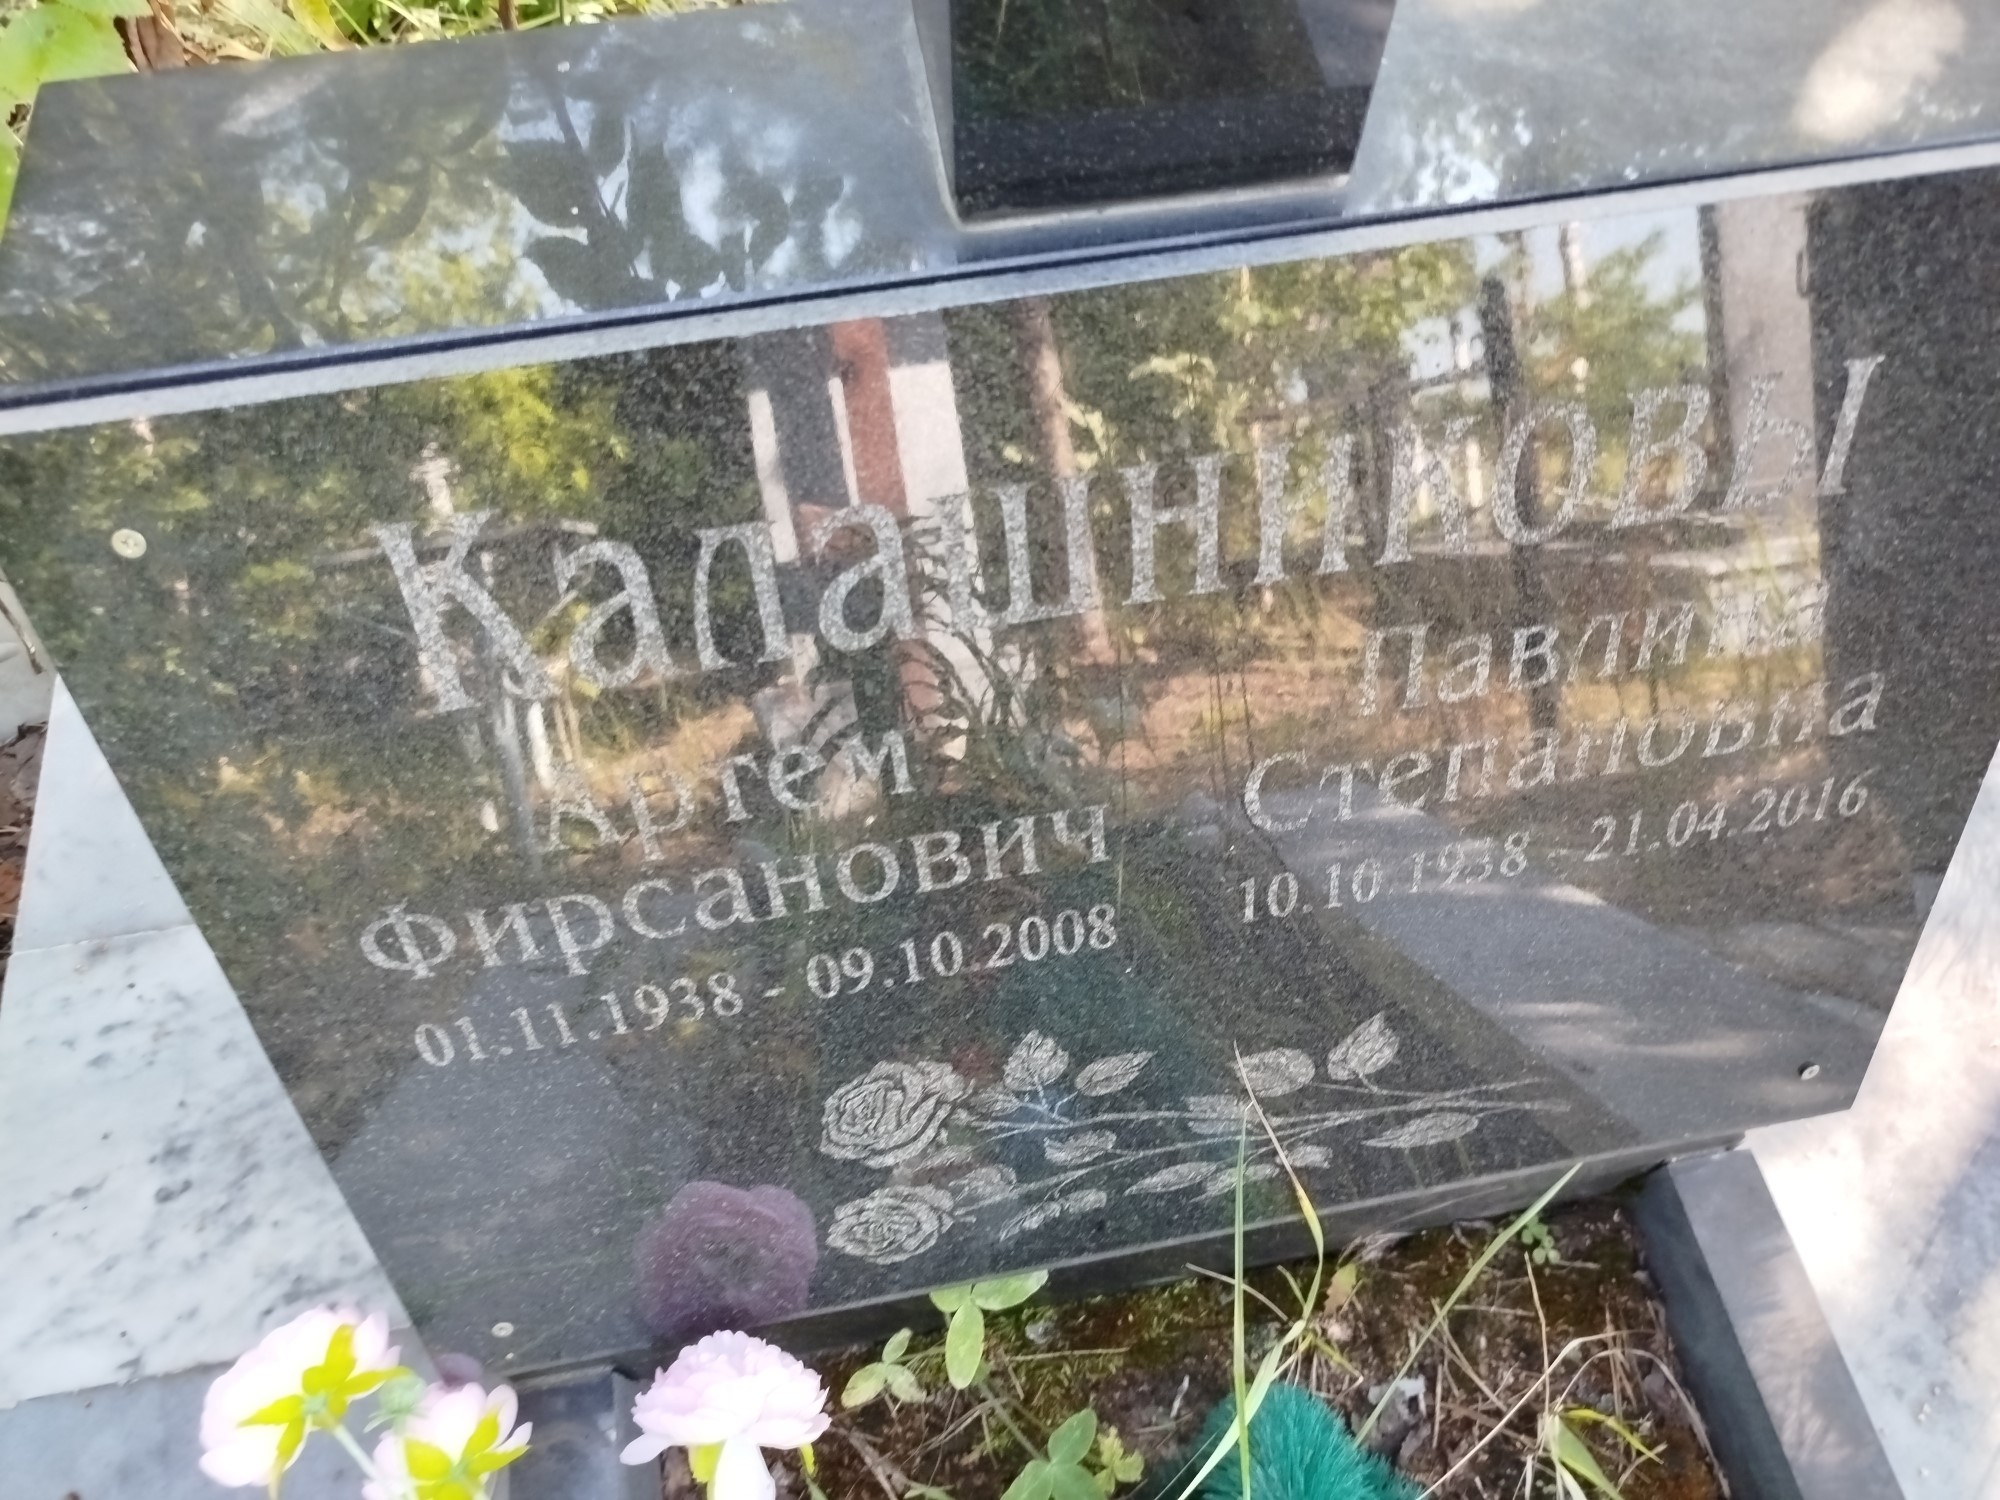 Калашниковы
Артем
Фирсанович
01.11.1938 - 09.10.2008
Павлина
Степановна
10.10.1938 - 21.04.2016